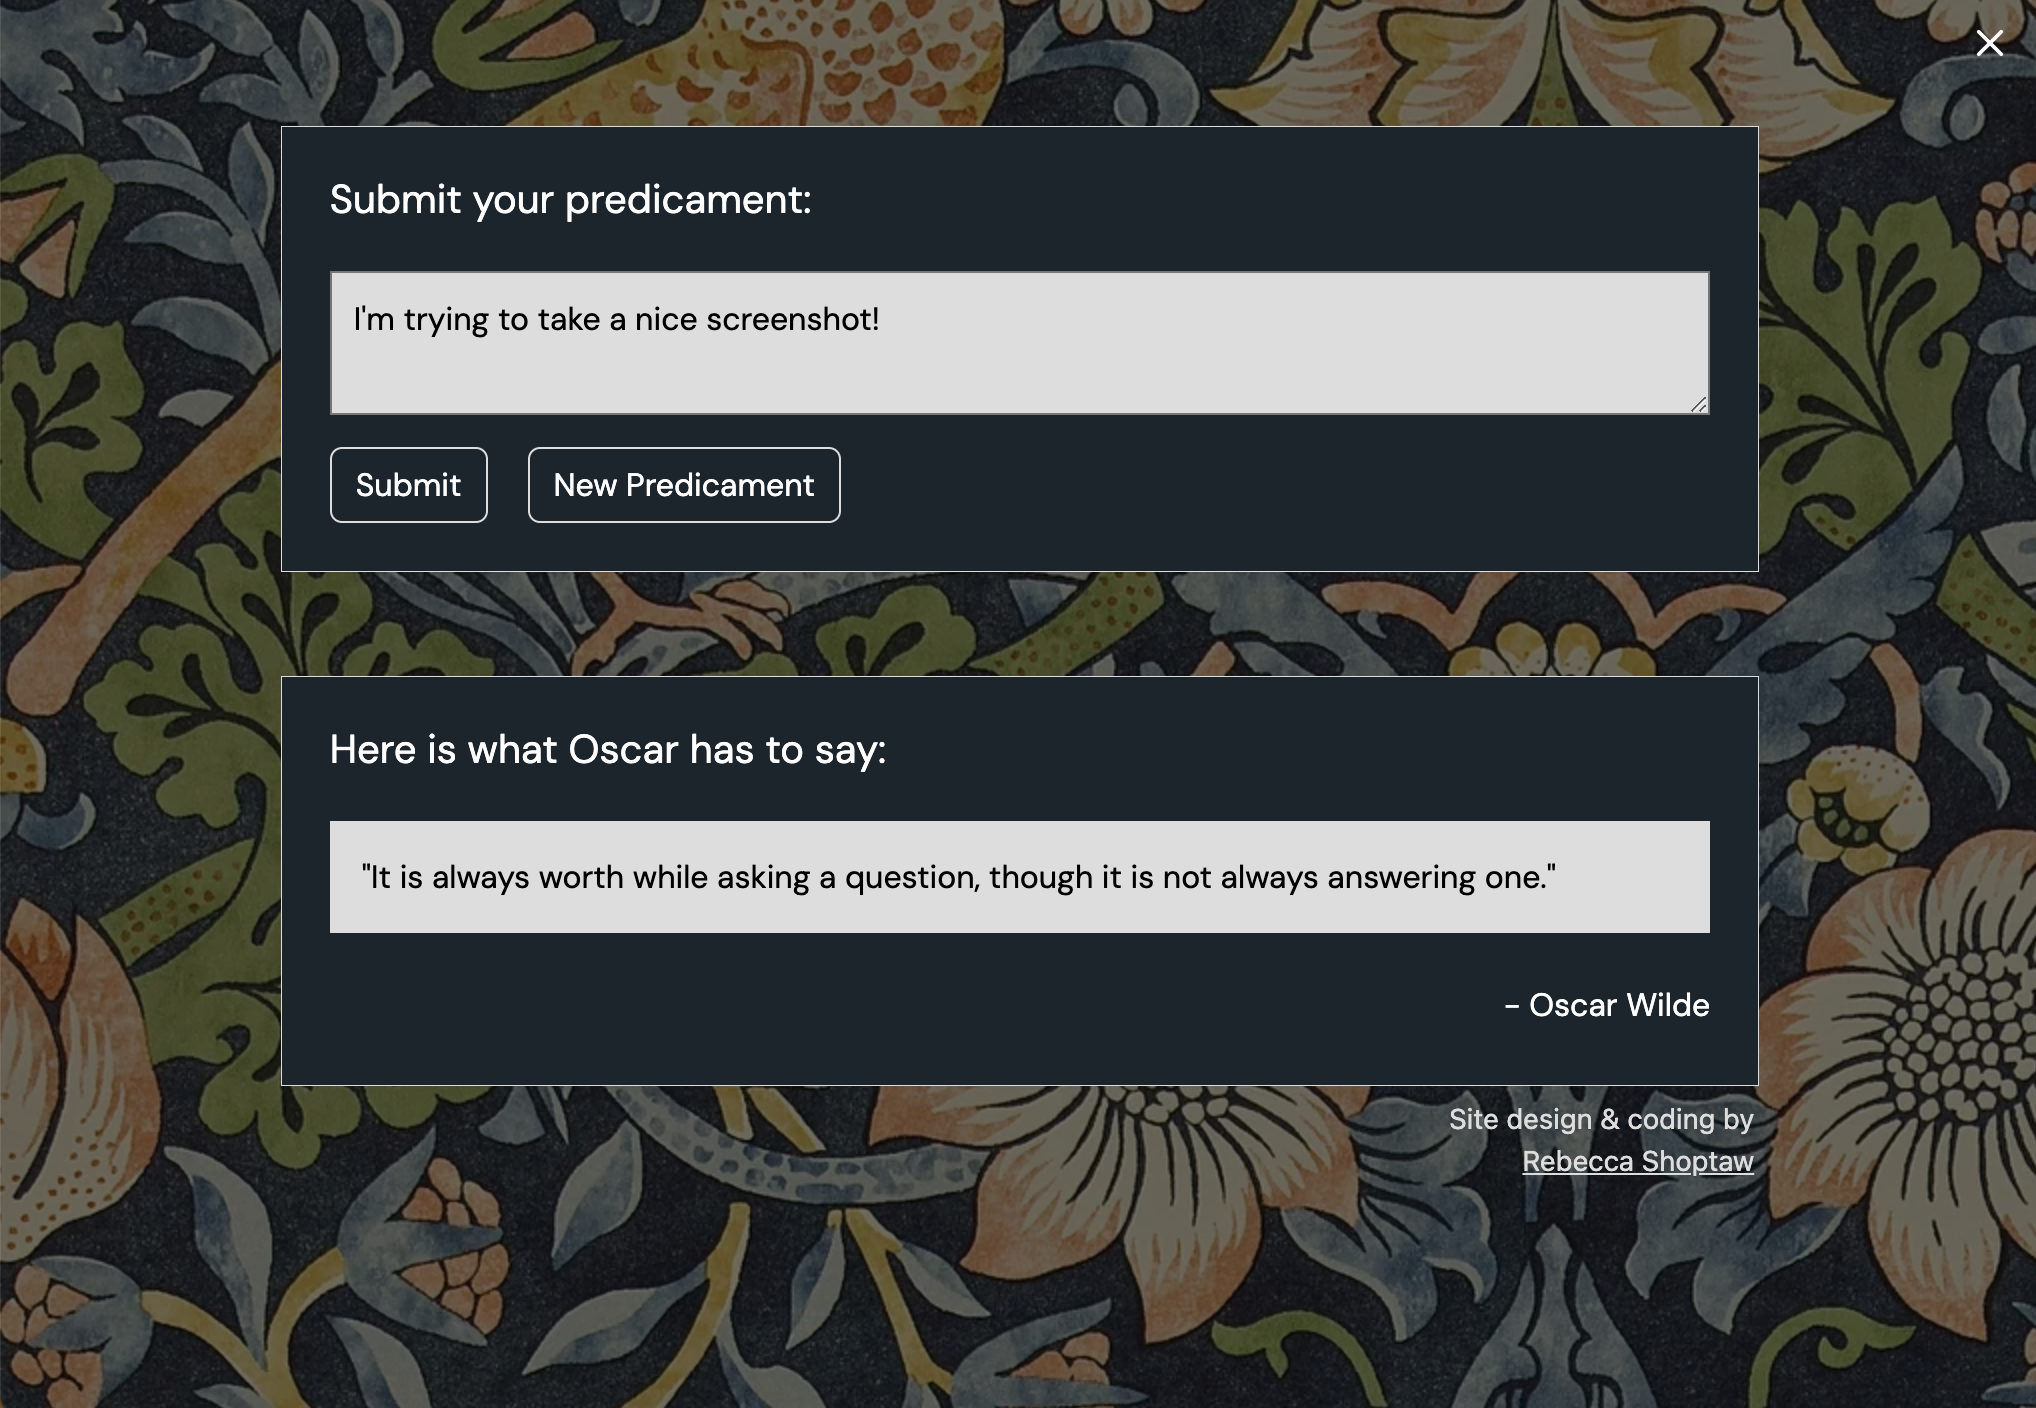 Submit your predicament:
I'm trying to take a nice screenshot!
Submit
New Predicament
Here is what Oscar has to say:
"It is always worth while asking a question, though it is not always answering one."
– Oscar Wilde
Site design & coding by
Rebecca Shoptaw